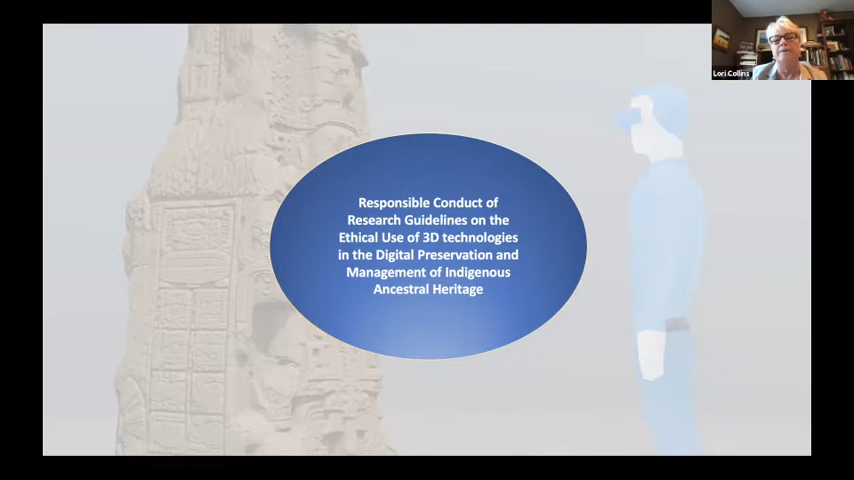 Lori Collins
Responsible Conduct of
Research Guidelines on the
Ethical Use of 3D technologies
in the Digital Preservation and
Management of Indigenous
Ancestral Heritage